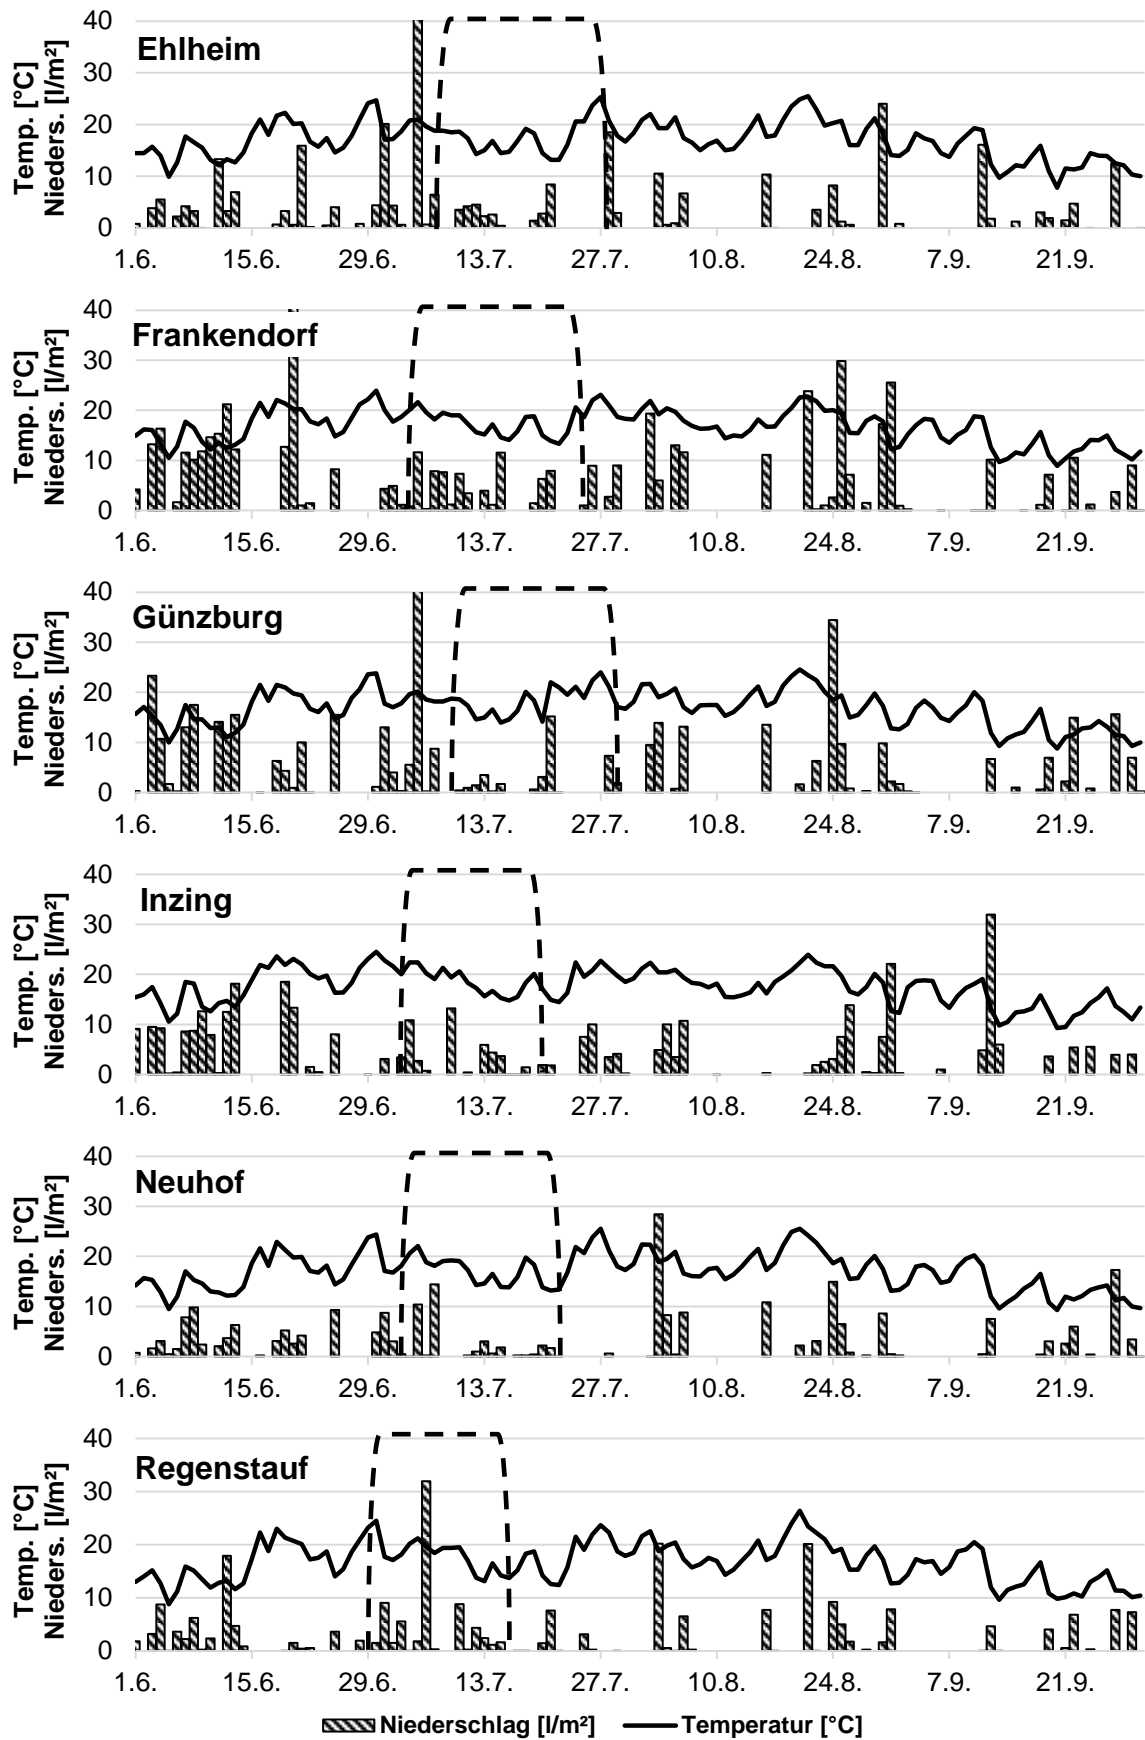 Ehlheim
Temp. [°C]
Nieders. [l/m²]
40
30
20
10
0
1.6. 15.6. 29.6. 13.7. 27.7. 10.8. 24.8. 7.9. 21.9.
Frankendorf
Temp. [°C]
Nieders. [l/m²]
40
30
20
10
0
1.6. 15.6. 29.6. 13.7. 27.7. 10.8. 24.8. 7.9. 21.9.
Günzburg
Temp. [°C]
Nieders. [l/m²]
40
30
20
10
0
1.6. 15.6. 29.6. 13.7. 27.7. 10.8. 24.8. 7.9. 21.9.
Inzing
Temp. [°C]
Nieders. [l/m²]
40
30
20
10
0
1.6. 15.6. 29.6. 13.7. 27.7. 10.8. 24.8. 7.9. 21.9.
Neuhof
Temp. [°C]
Nieders. [l/m²]
40
30
20
10
0
1.6. 15.6. 29.6. 13.7. 27.7. 10.8. 24.8. 7.9. 21.9.
Regenstauf
Temp. [°C]
Nieders. [l/m²]
40
30
20
10
0
1.6. 15.6. 29.6. 13.7. 27.7. 10.8. 24.8. 7.9. 21.9.
Niederschlag [l/m²] Temperatur [°C]